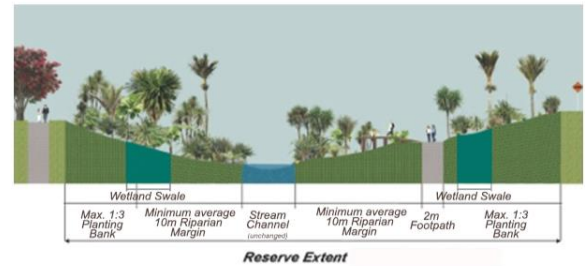 Wetland Swale
Wetland Swale
Max. 1:3
Planting
Bank
Minimum average
10m Riparian
Margin
Stream
Channel
(unchanged)
Minimum average
10m Riparian
Margin
2m
Footpath
Max. 1:3
Planting
Bank
Reserve Extent